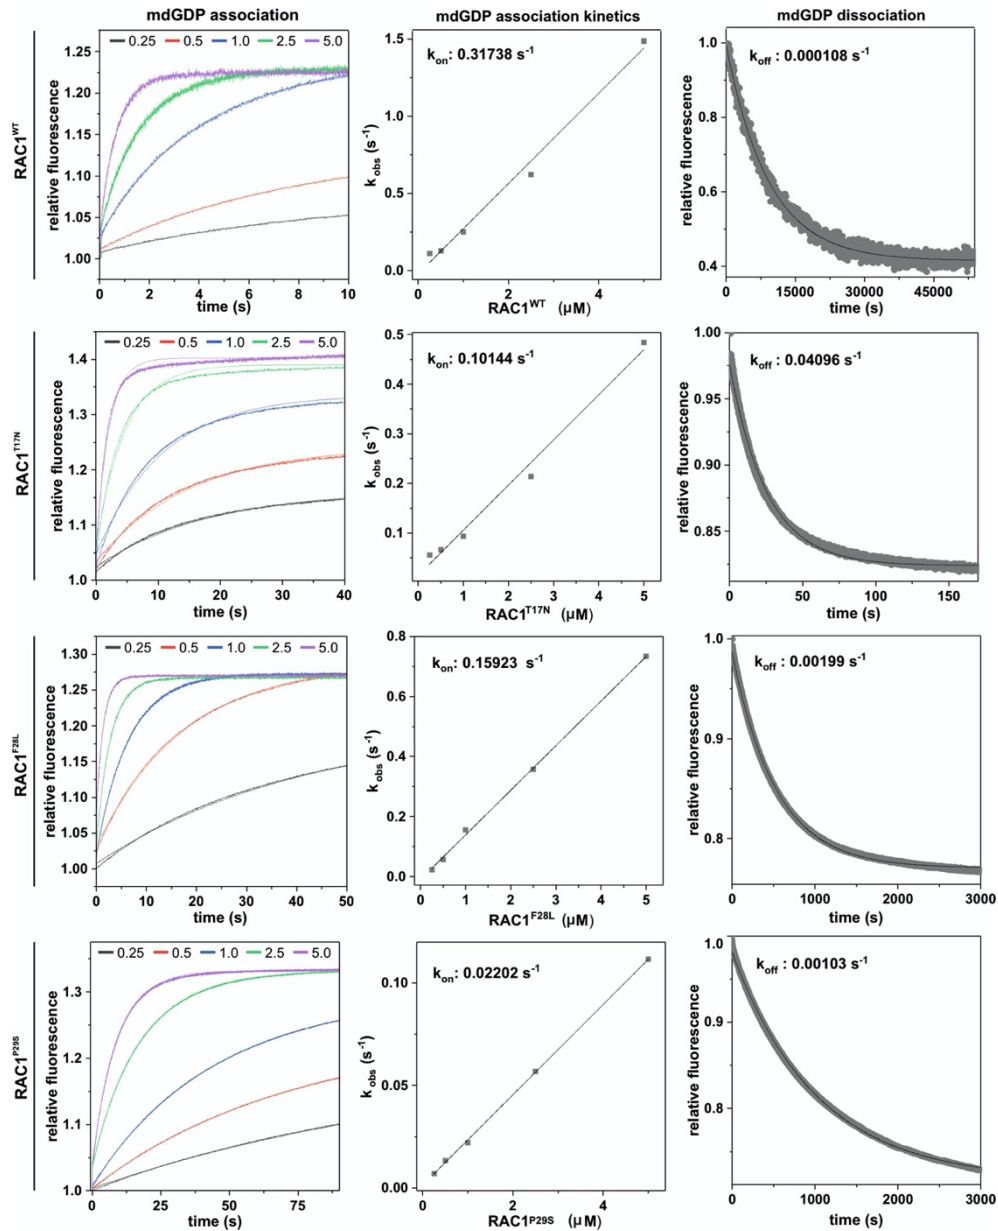 mdGDP association
mdGDP association kinetics
mdGDP dissociation
RAC1WT
relative fluorescence
0.25 0.5 1.0 2.5 5.0
1.25
1.20
1.15
1.10
1.05
1.00
0 2 4 6 8 10
time (s)
kobs (s-1)
kon: 0.31738 s-1
1.5
1.0
0.5
0.0
0 2 4
RAC1WT (µM)
relative fluorescence
koff : 0.000108 s-1
1.0
0.8
0.6
0.4
0 15000 30000 45000
time (s)
RAC1T17N
relative fluorescence
0.25 0.5 1.0 2.5 5.0
1.4
1.3
1.2
1.1
1.0
0 10 20 30 40
time (s)
kobs (s-1)
kon: 0.10144 s-1
0.5
0.4
0.3
0.2
0.1
0 1 2 3 4 5
RAC1T17N (µM)
relative fluorescence
koff : 0.04096 s-1
1.00
0.95
0.90
0.85
0 50 100 150
time (s)
RAC1F28L
relative fluorescence
0.25 0.5 1.0 2.5 5.0
1.30
1.25
1.20
1.15
1.10
1.05
1.00
0 10 20 30 40 50
time (s)
kobs (s-1)
kon: 0.15923 s-1
0.8
0.6
0.4
0.2
0.0
0 1 2 3 4 5
RAC1F28L (µM)
relative fluorescence
koff : 0.00199 s-1
1.0
0.9
0.8
0 1000 2000 3000
time (s)
RAC1P29S
relative fluorescence
0.25 0.5 1.0 2.5 5.0
1.3
1.2
1.1
1.0
0 25 50 75
time (s)
kobs (s-1)
kon: 0.02202 s-1
0.10
0.05
0.00
0 2 4
RAC1P29S (µM)
relative fluorescence
koff : 0.00103 s-1
1.0
0.9
0.8
0 1000 2000 3000
time (s)